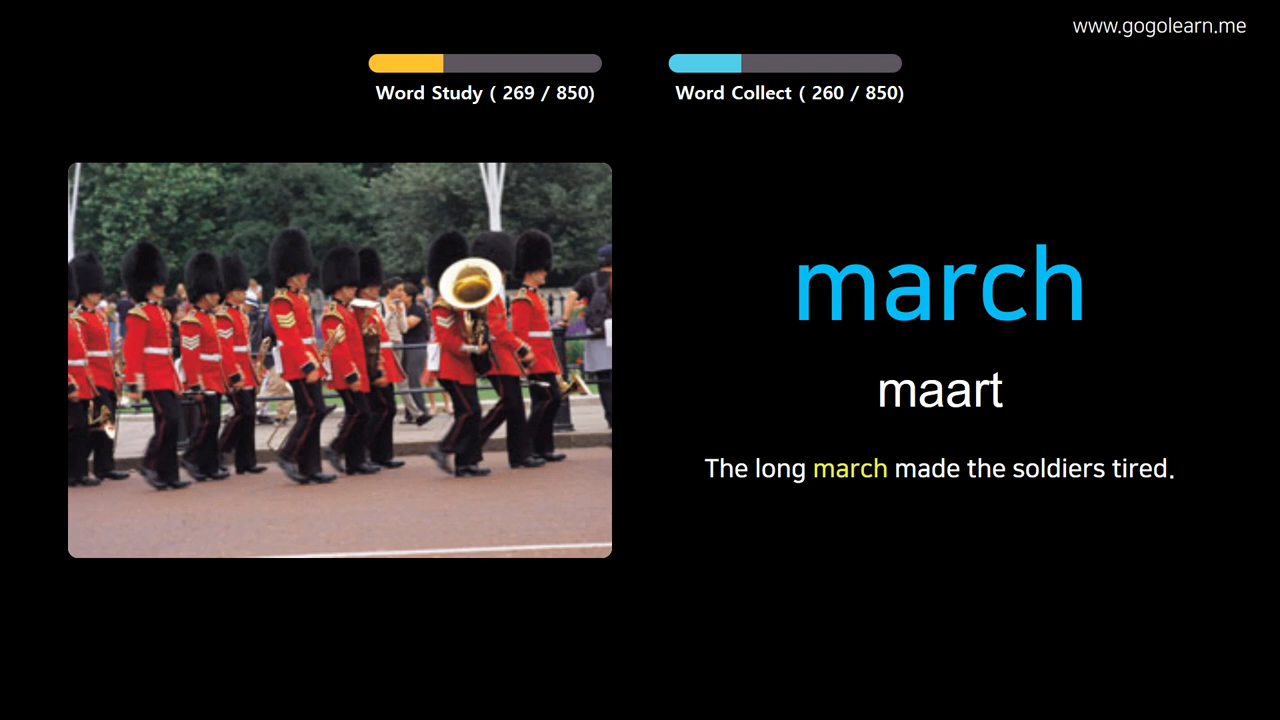 www.gogolearn.me
Word Study ( 269 / 850)
Word Collect ( 260 / 850)
march
maart
The long march made the soldiers tired.